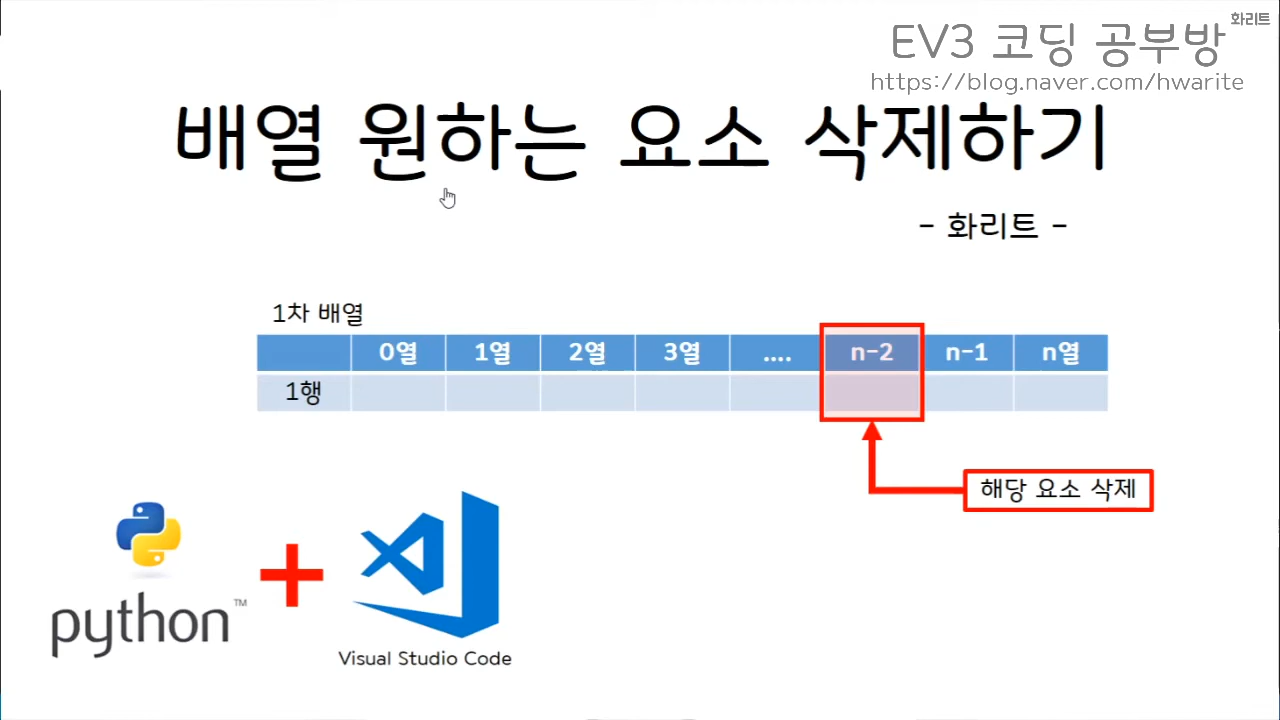 화리트
EV3 코딩 공부방
https://blog.naver.com/hwarite
배열 원하는 요소 삭제하기
- 화리트 -
1차 배열
0열 1열 2열 3열 .... n-2 n-1 n열
1행
해당 요소 삭제
python™
Visual Studio Code